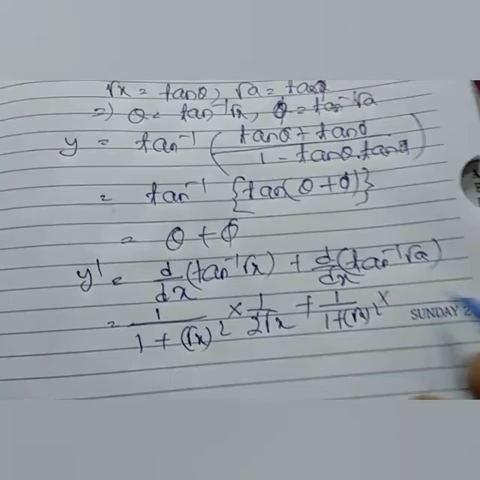 √x = tanθ, √a = tanϕ
⇒ θ = tan⁻¹√x, ϕ = tan⁻¹√a
y = tan⁻¹ ( (tanθ + tanϕ) / (1 - tanθ.tanϕ) )
= tan⁻¹ {tan(θ + ϕ)}
= θ + ϕ
y' = d/dx (tan⁻¹√x) + d/dx (tan⁻¹√a)
= 1/(1 + (√x)²) × 1/(2√x) + 1/(1+(√a)²) ×
SUNDAY 2